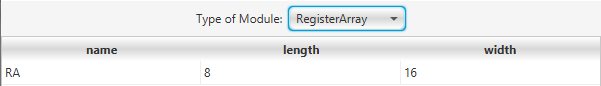 Type of Module: RegisterArray
name length width
RA 8 16